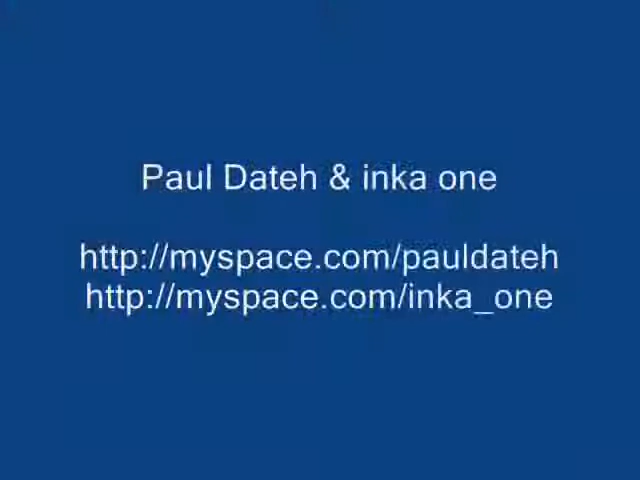 Paul Dateh & inka one
http://myspace.com/pauldateh
http://myspace.com/inka_one